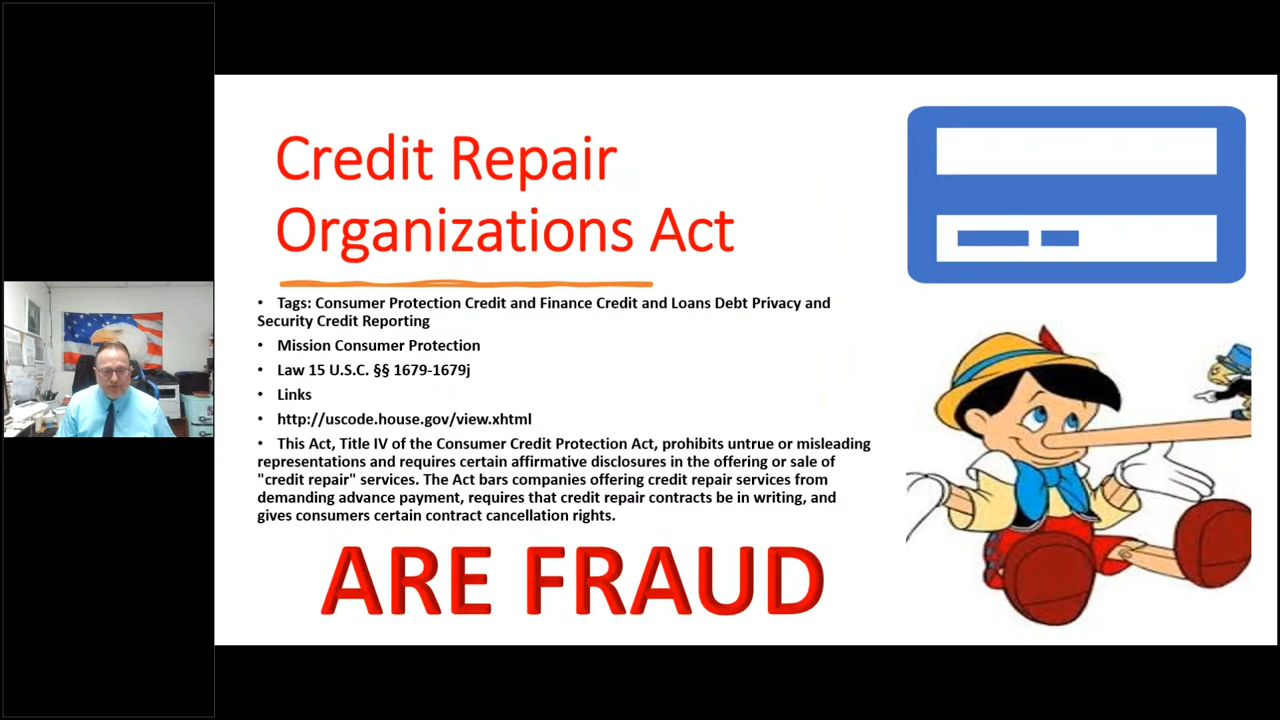 Credit Repair
Organizations Act
• Tags: Consumer Protection Credit and Finance Credit and Loans Debt Privacy and
Security Credit Reporting
• Mission Consumer Protection
• Law 15 U.S.C. §§ 1679-1679j
• Links
• http://uscode.house.gov/view.xhtml
• This Act, Title IV of the Consumer Credit Protection Act, prohibits untrue or misleading
representations and requires certain affirmative disclosures in the offering or sale of
"credit repair" services. The Act bars companies offering credit repair services from
demanding advance payment, requires that credit repair contracts be in writing, and
gives consumers certain contract cancellation rights.
ARE FRAUD